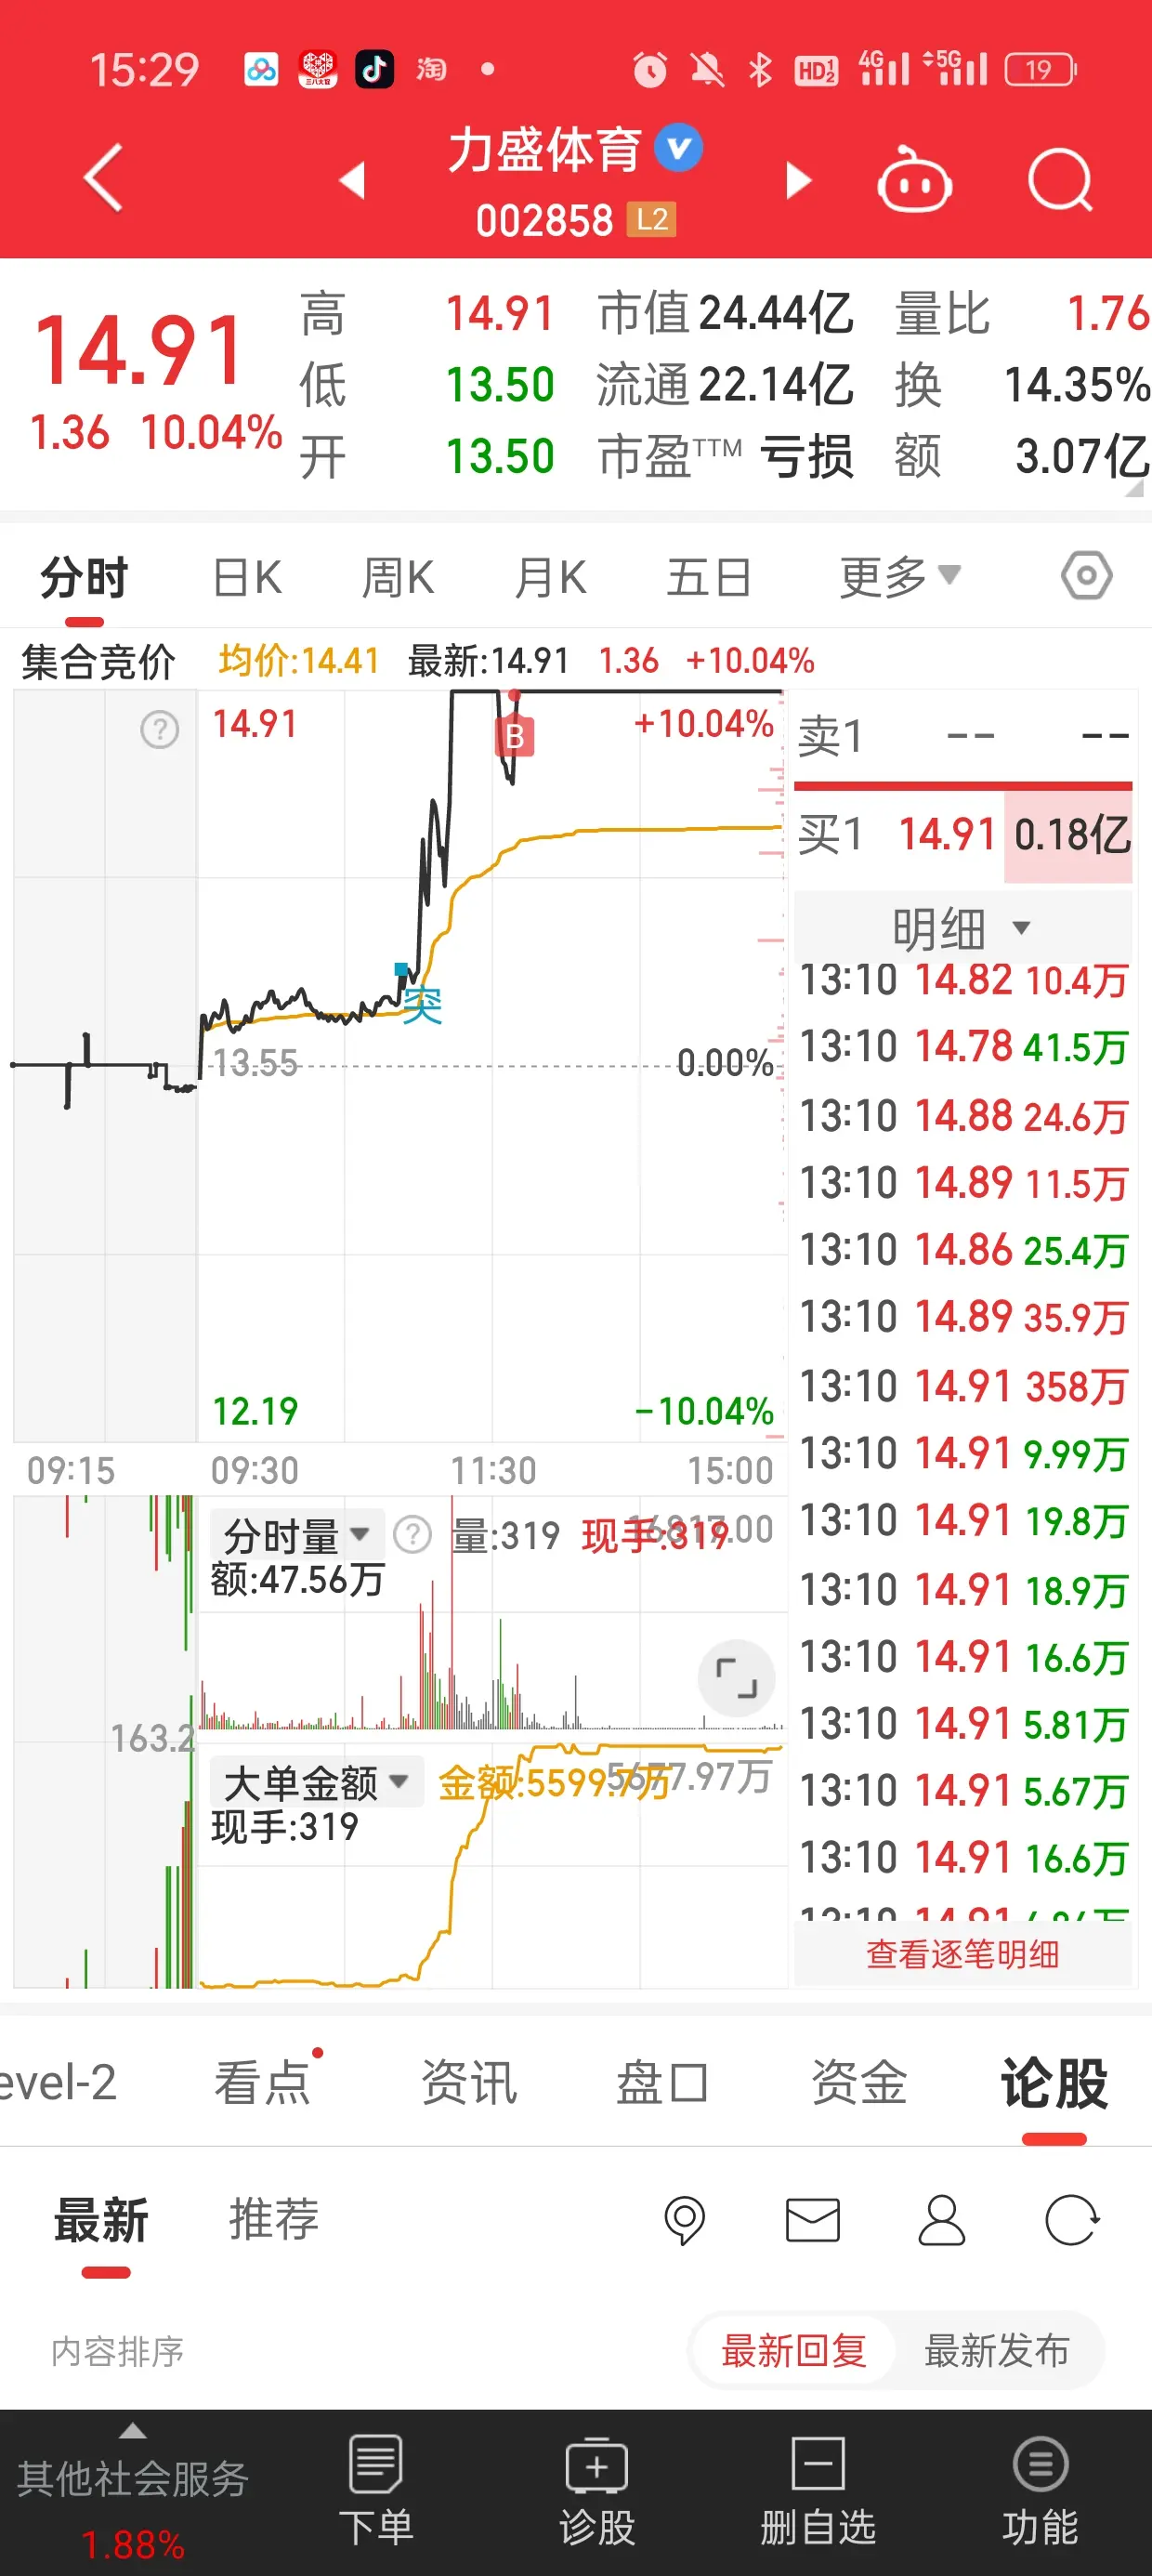 15:29 淘 HD 1 2 4G 5G 19
力盛体育
002858 L2
14.91
1.36 10.04%
高 14.91 市值 24.44亿 量比 1.76
低 13.50 流通 22.14亿 换 14.35%
开 13.50 市盈TTM 亏损 额 3.07亿
分时 日K 周K 月K 五日 更多
集合竞价 均价:14.41 最新:14.91 1.36 +10.04%
? 14.91 B +10.04%
突
13.55 0.00%
12.19 -10.04%
09:15 09:30 11:30 15:00
卖1 -- --
买1 14.91 0.18亿
明细
13:10 14.82 10.4万
13:10 14.78 41.5万
13:10 14.88 24.6万
13:10 14.89 11.5万
13:10 14.86 25.4万
13:10 14.89 35.9万
13:10 14.91 358万
13:10 14.91 9.99万
13:10 14.91 19.8万
13:10 14.91 18.9万
13:10 14.91 16.6万
13:10 14.91 5.81万
13:10 14.91 5.67万
13:10 14.91 16.6万
查看逐笔明细
分时量 ? 量:319 现手:319
额:47.56万
163.2
大单金额 金额:5599.7万 5677.97万
现手:319
evel-2 看点 资讯 盘口 资金 论股
最新 推荐
内容排序 最新回复 最新发布
其他社会服务
1.88%
下单 诊股 删自选 功能